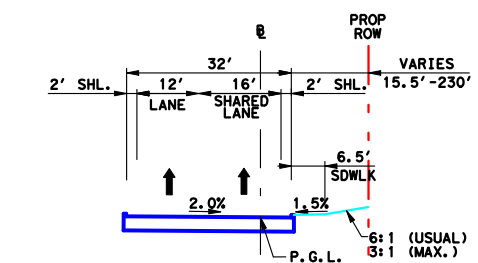 PROP
ROW
℄
32'
VARIES
2' SHL.
12'
16'
2' SHL.
15.5'-230'
LANE
SHARED
LANE
6.5'
SDWLK
2.0%
1.5%
6:1 (USUAL)
3:1 (MAX.)
P.G.L.